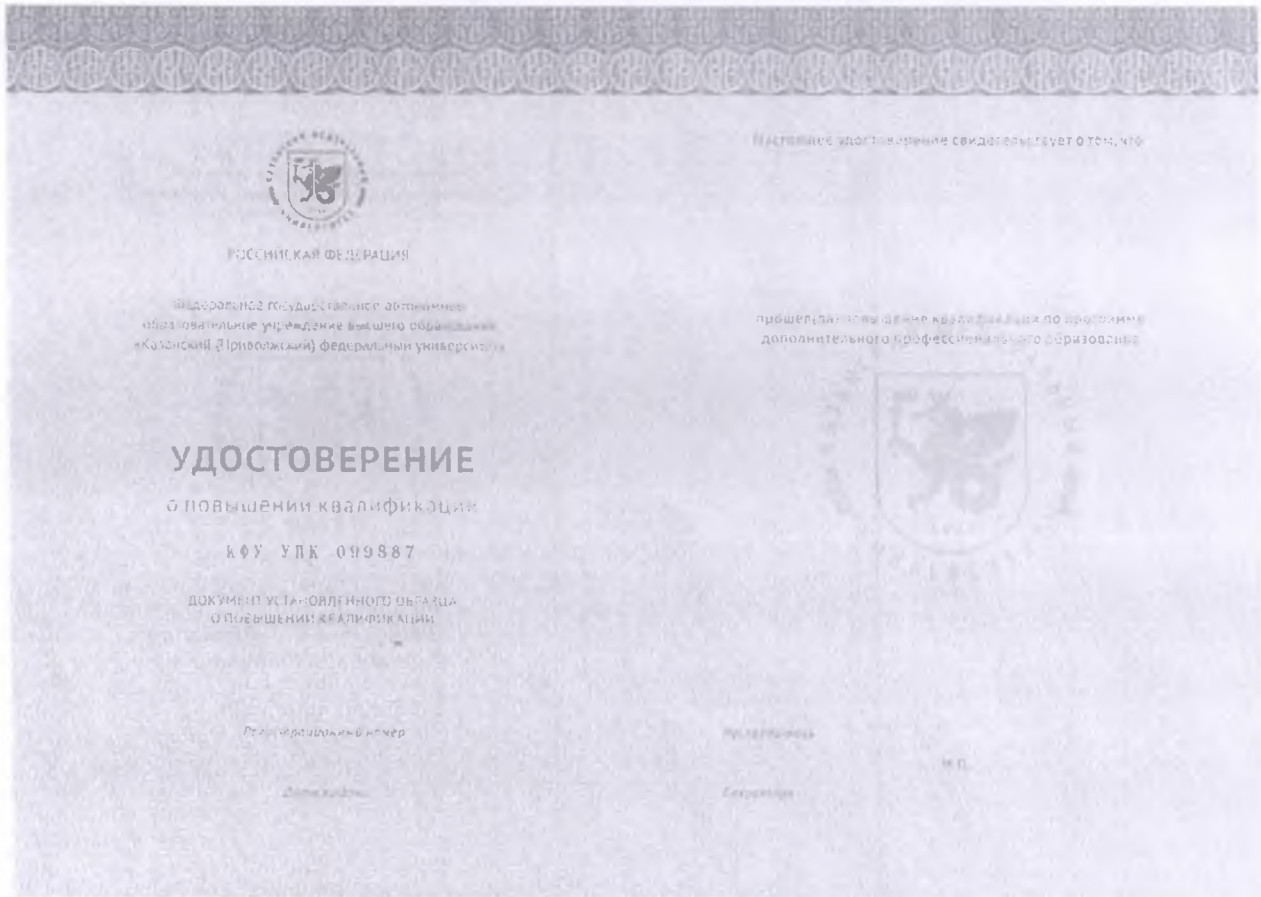 РОССИЙСКАЯ ФЕДЕРАЦИЯ
Федеральное государственное автономное
образовательное учреждение высшего образования
«Казанский (Приволжский) федеральный университет»
УДОСТОВЕРЕНИЕ
о повышении квалификации
КФУ УПК 099887
ДОКУМЕНТ УСТАНОВЛЕННОГО ОБРАЗЦА
О ПОВЫШЕНИИ КВАЛИФИКАЦИИ
Регистрационный номер
Дата выдачи
Настоящее удостоверение свидетельствует о том, что
прошел(ла) повышение квалификации по программе
дополнительного профессионального образования
Руководитель
М.П.
Секретарь